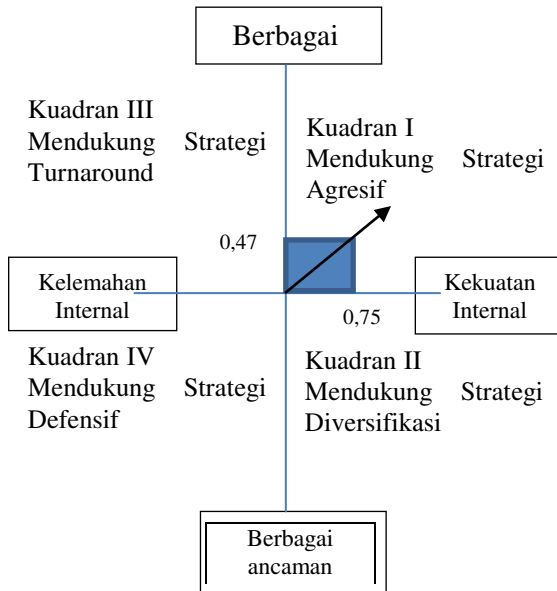 Berbagai
Kuadran III
Mendukung Strategi
Turnaround
Kuadran I
Mendukung Strategi
Agresif
0,47
Kelemahan
Internal
Kekuatan
Internal
0,75
Kuadran IV
Mendukung Strategi
Defensif
Kuadran II
Mendukung Strategi
Diversifikasi
Berbagai
ancaman